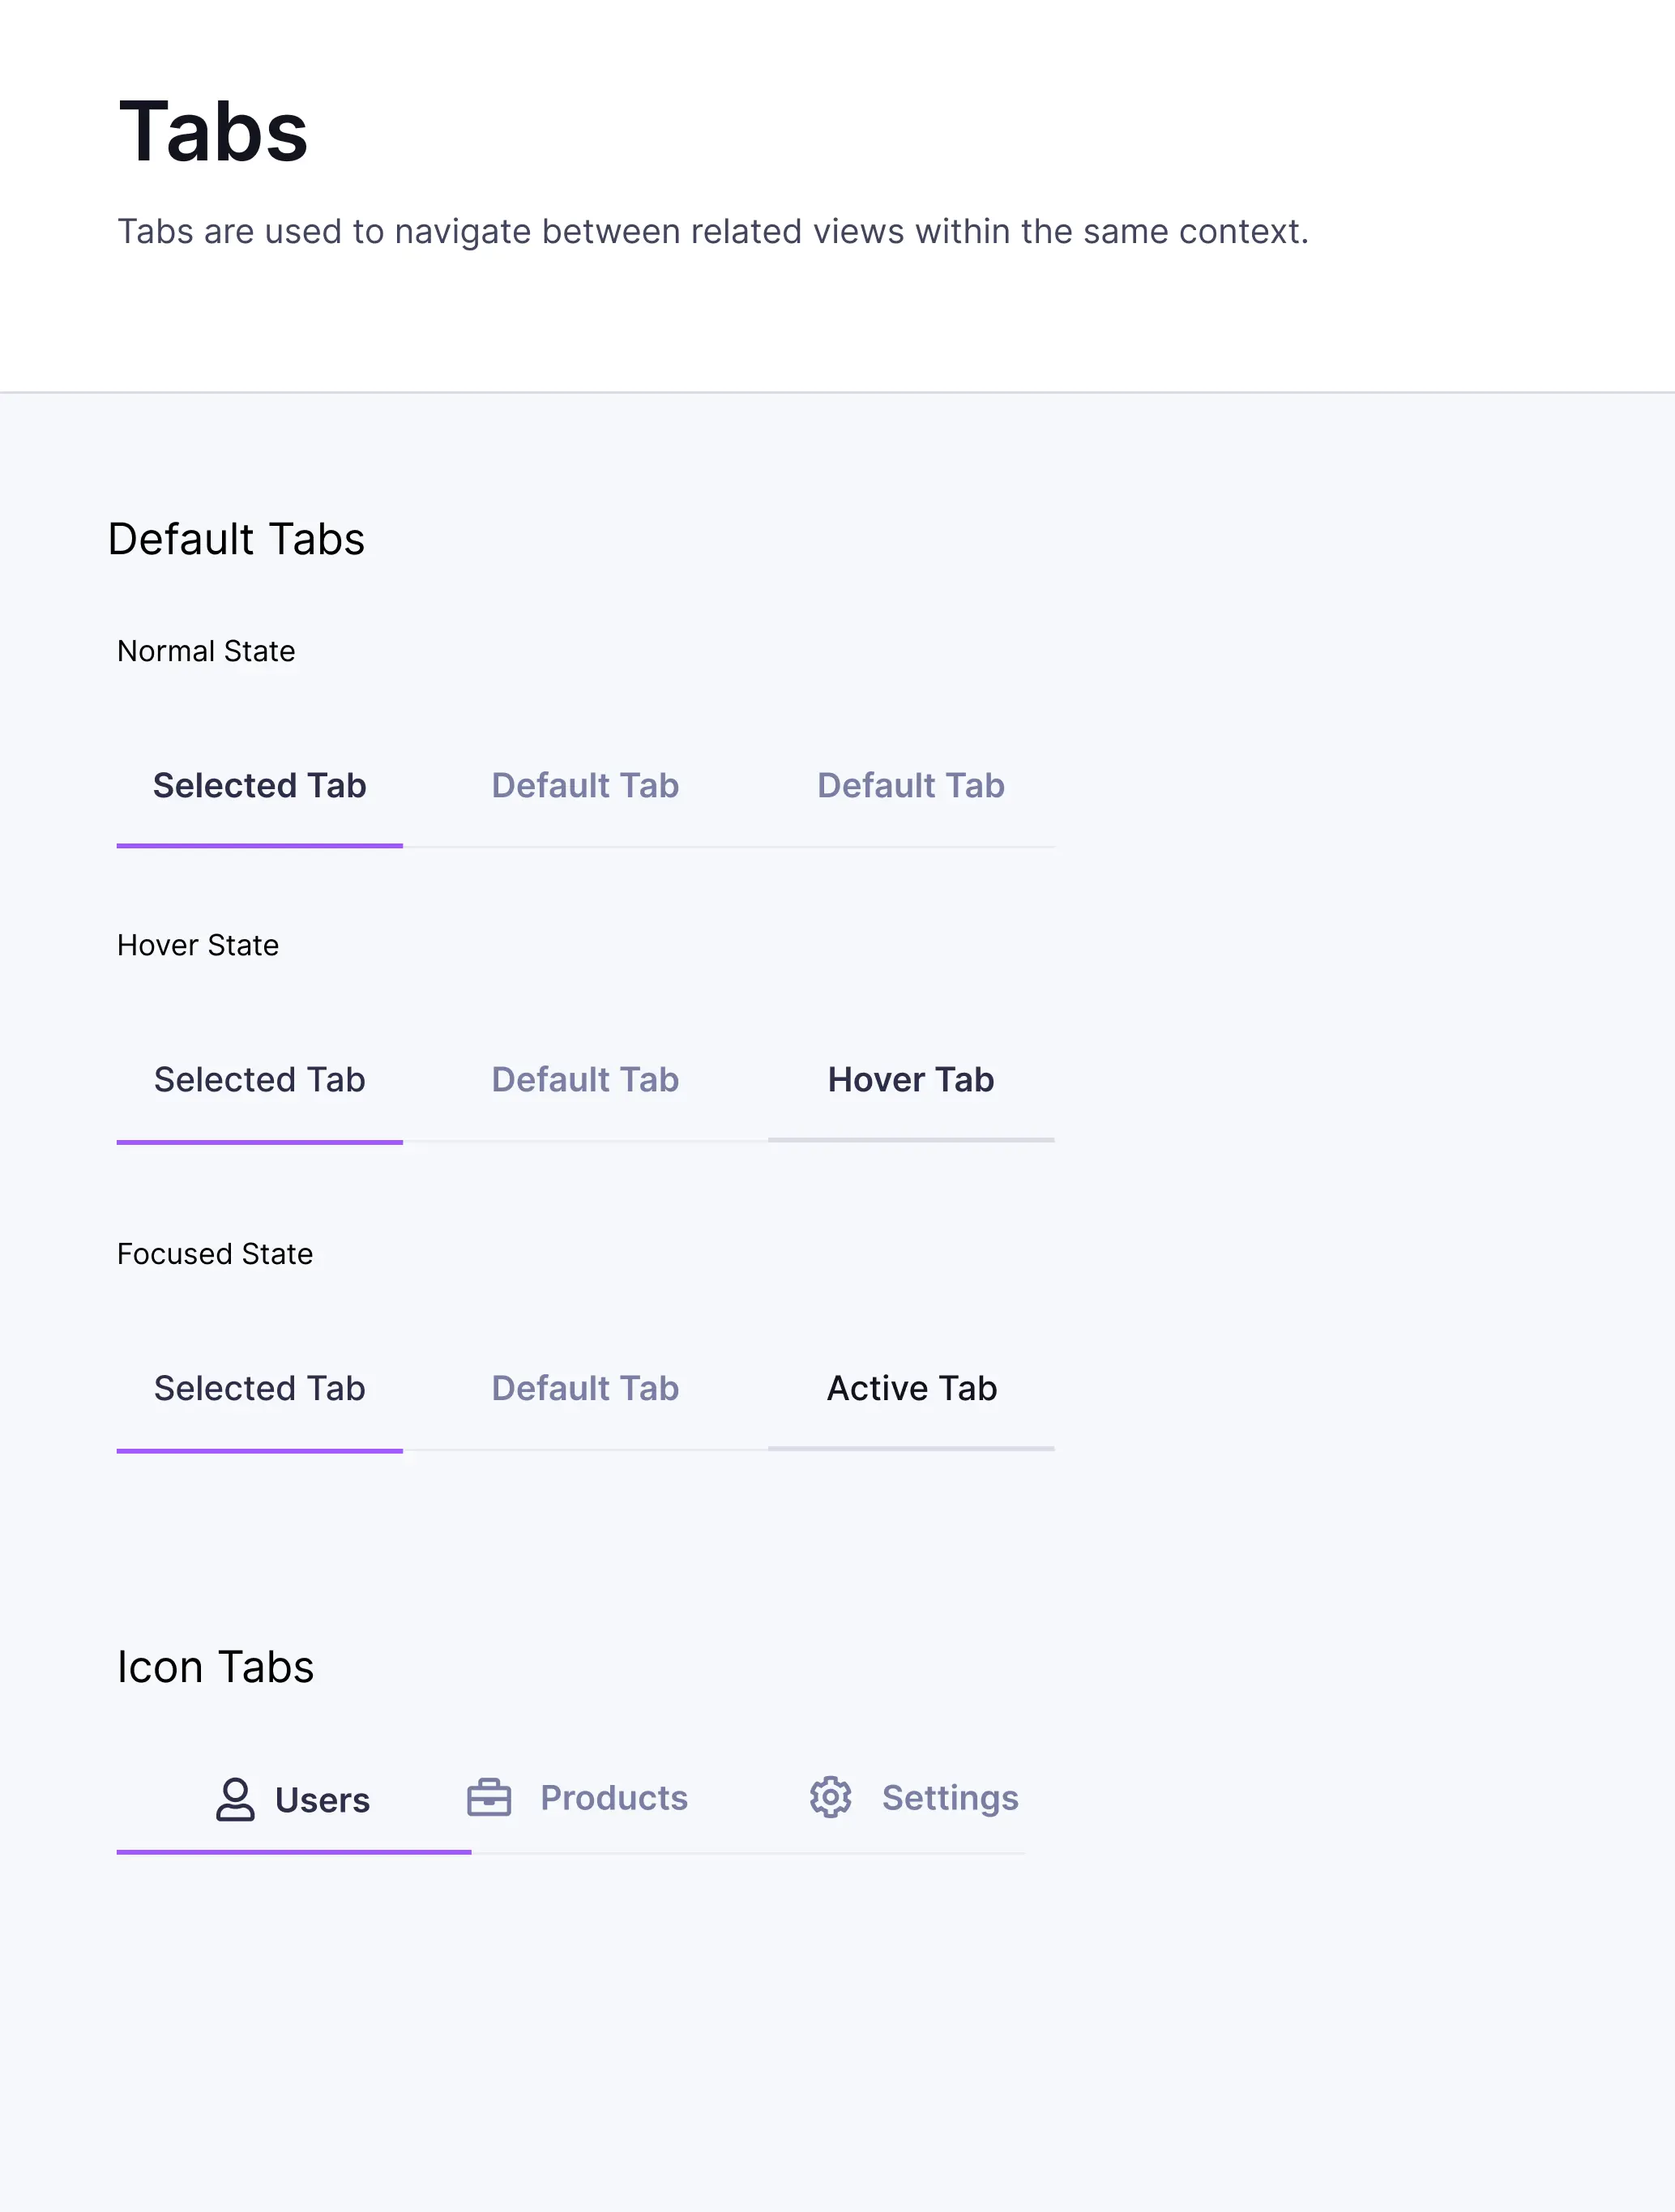 Tabs
Tabs are used to navigate between related views within the same context.
Default Tabs
Normal State
Selected Tab Default Tab Default Tab
Hover State
Selected Tab Default Tab Hover Tab
Focused State
Selected Tab Default Tab Active Tab
Icon Tabs
Users Products Settings